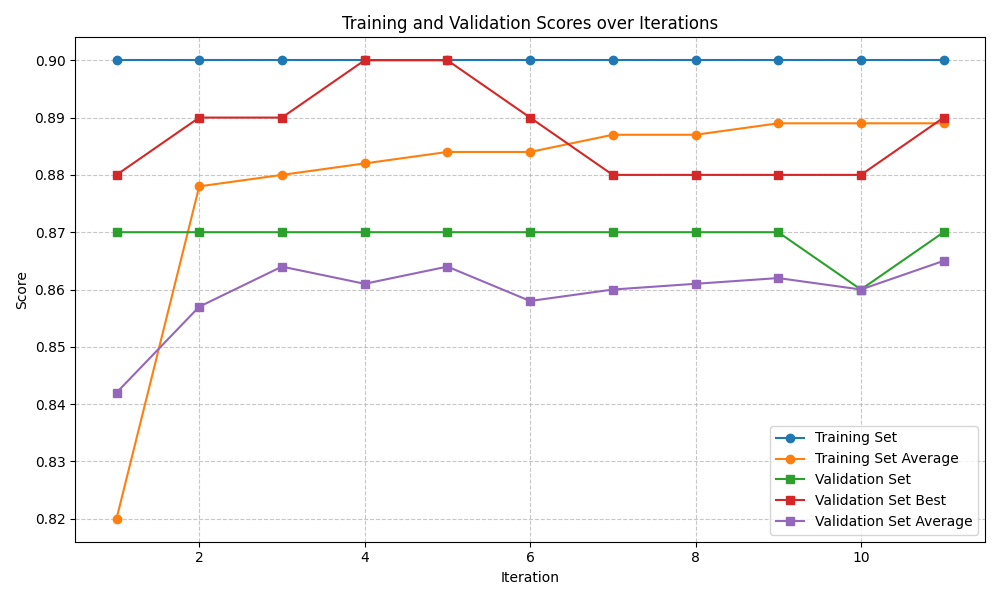 Training and Validation Scores over Iterations
Score
0.90
0.89
0.88
0.87
0.86
0.85
0.84
0.83
0.82
2 4 6 8 10
Iteration
Training Set
Training Set Average
Validation Set
Validation Set Best
Validation Set Average